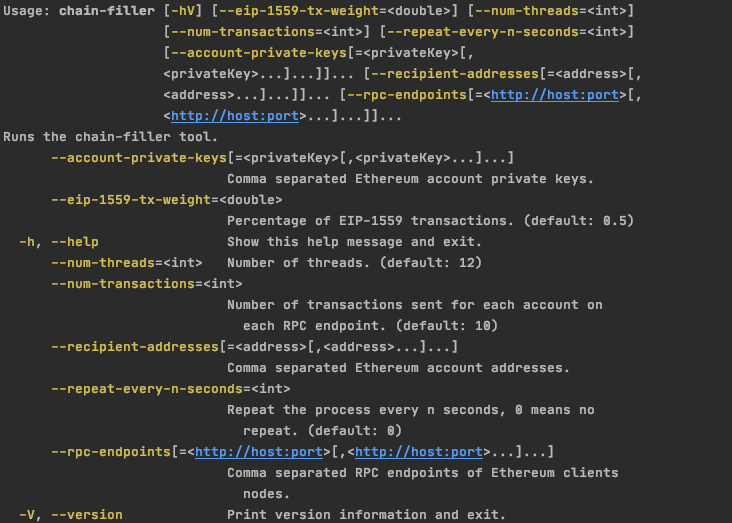 Usage: chain-filler [-hV] [--eip-1559-tx-weight=<double>] [--num-threads=<int>]
[--num-transactions=<int>] [--repeat-every-n-seconds=<int>]
[--account-private-keys[=<privateKey>[,
<privateKey>...]...]]... [--recipient-addresses[=<address>[,
<address>...]...]]... [--rpc-endpoints[=<http://host:port>[,
<http://host:port>...]...]]...
Runs the chain-filler tool.
--account-private-keys[=<privateKey>[,<privateKey>...]...]
Comma separated Ethereum account private keys.
--eip-1559-tx-weight=<double>
Percentage of EIP-1559 transactions. (default: 0.5)
-h, --help Show this help message and exit.
--num-threads=<int> Number of threads. (default: 12)
--num-transactions=<int>
Number of transactions sent for each account on
each RPC endpoint. (default: 10)
--recipient-addresses[=<address>[,<address>...]...]
Comma separated Ethereum account addresses.
--repeat-every-n-seconds=<int>
Repeat the process every n seconds, 0 means no
repeat. (default: 0)
--rpc-endpoints[=<http://host:port>[,<http://host:port>...]...]
Comma separated RPC endpoints of Ethereum clients
nodes.
-V, --version Print version information and exit.